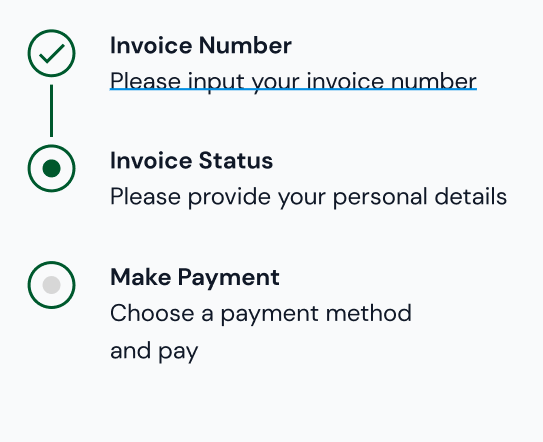 Invoice Number
Please input your invoice number
Invoice Status
Please provide your personal details
Make Payment
Choose a payment method
and pay